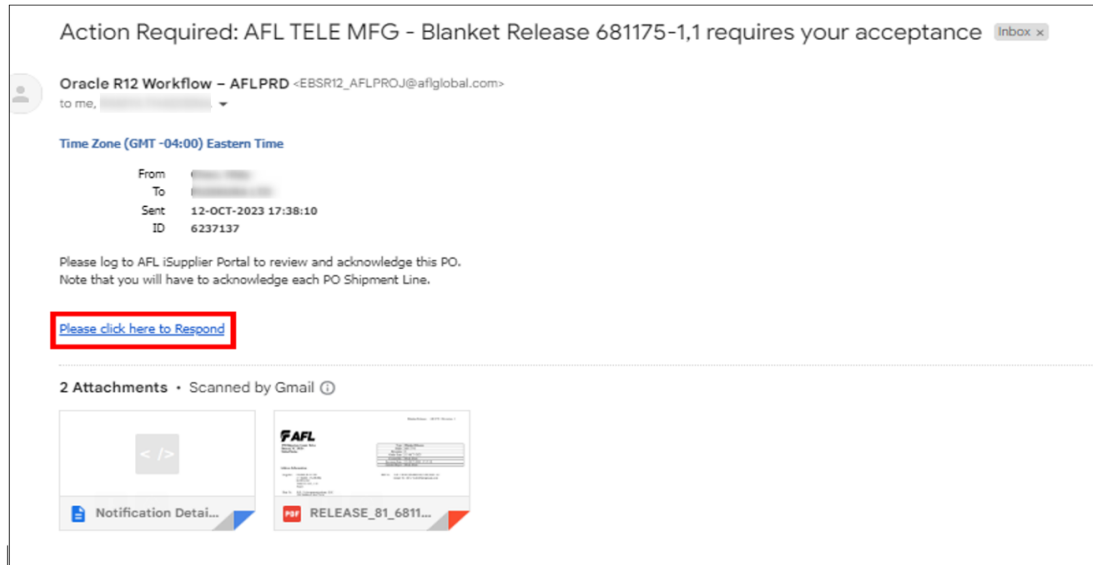 Action Required: AFL TELE MFG - Blanket Release 681175-1,1 requires your acceptance Inbox x
Oracle R12 Workflow – AFLPRD <EBSR12_AFLPROJ@aflglobal.com>
to me,
Time Zone (GMT -04:00) Eastern Time
From
To
Sent 12-OCT-2023 17:38:10
ID 6237137
Please log to AFL iSupplier Portal to review and acknowledge this PO.
Note that you will have to acknowledge each PO Shipment Line.
Please click here to Respond
2 Attachments • Scanned by Gmail
</>
AFL
Notification Detai...
PDF RELEASE_81_6811...